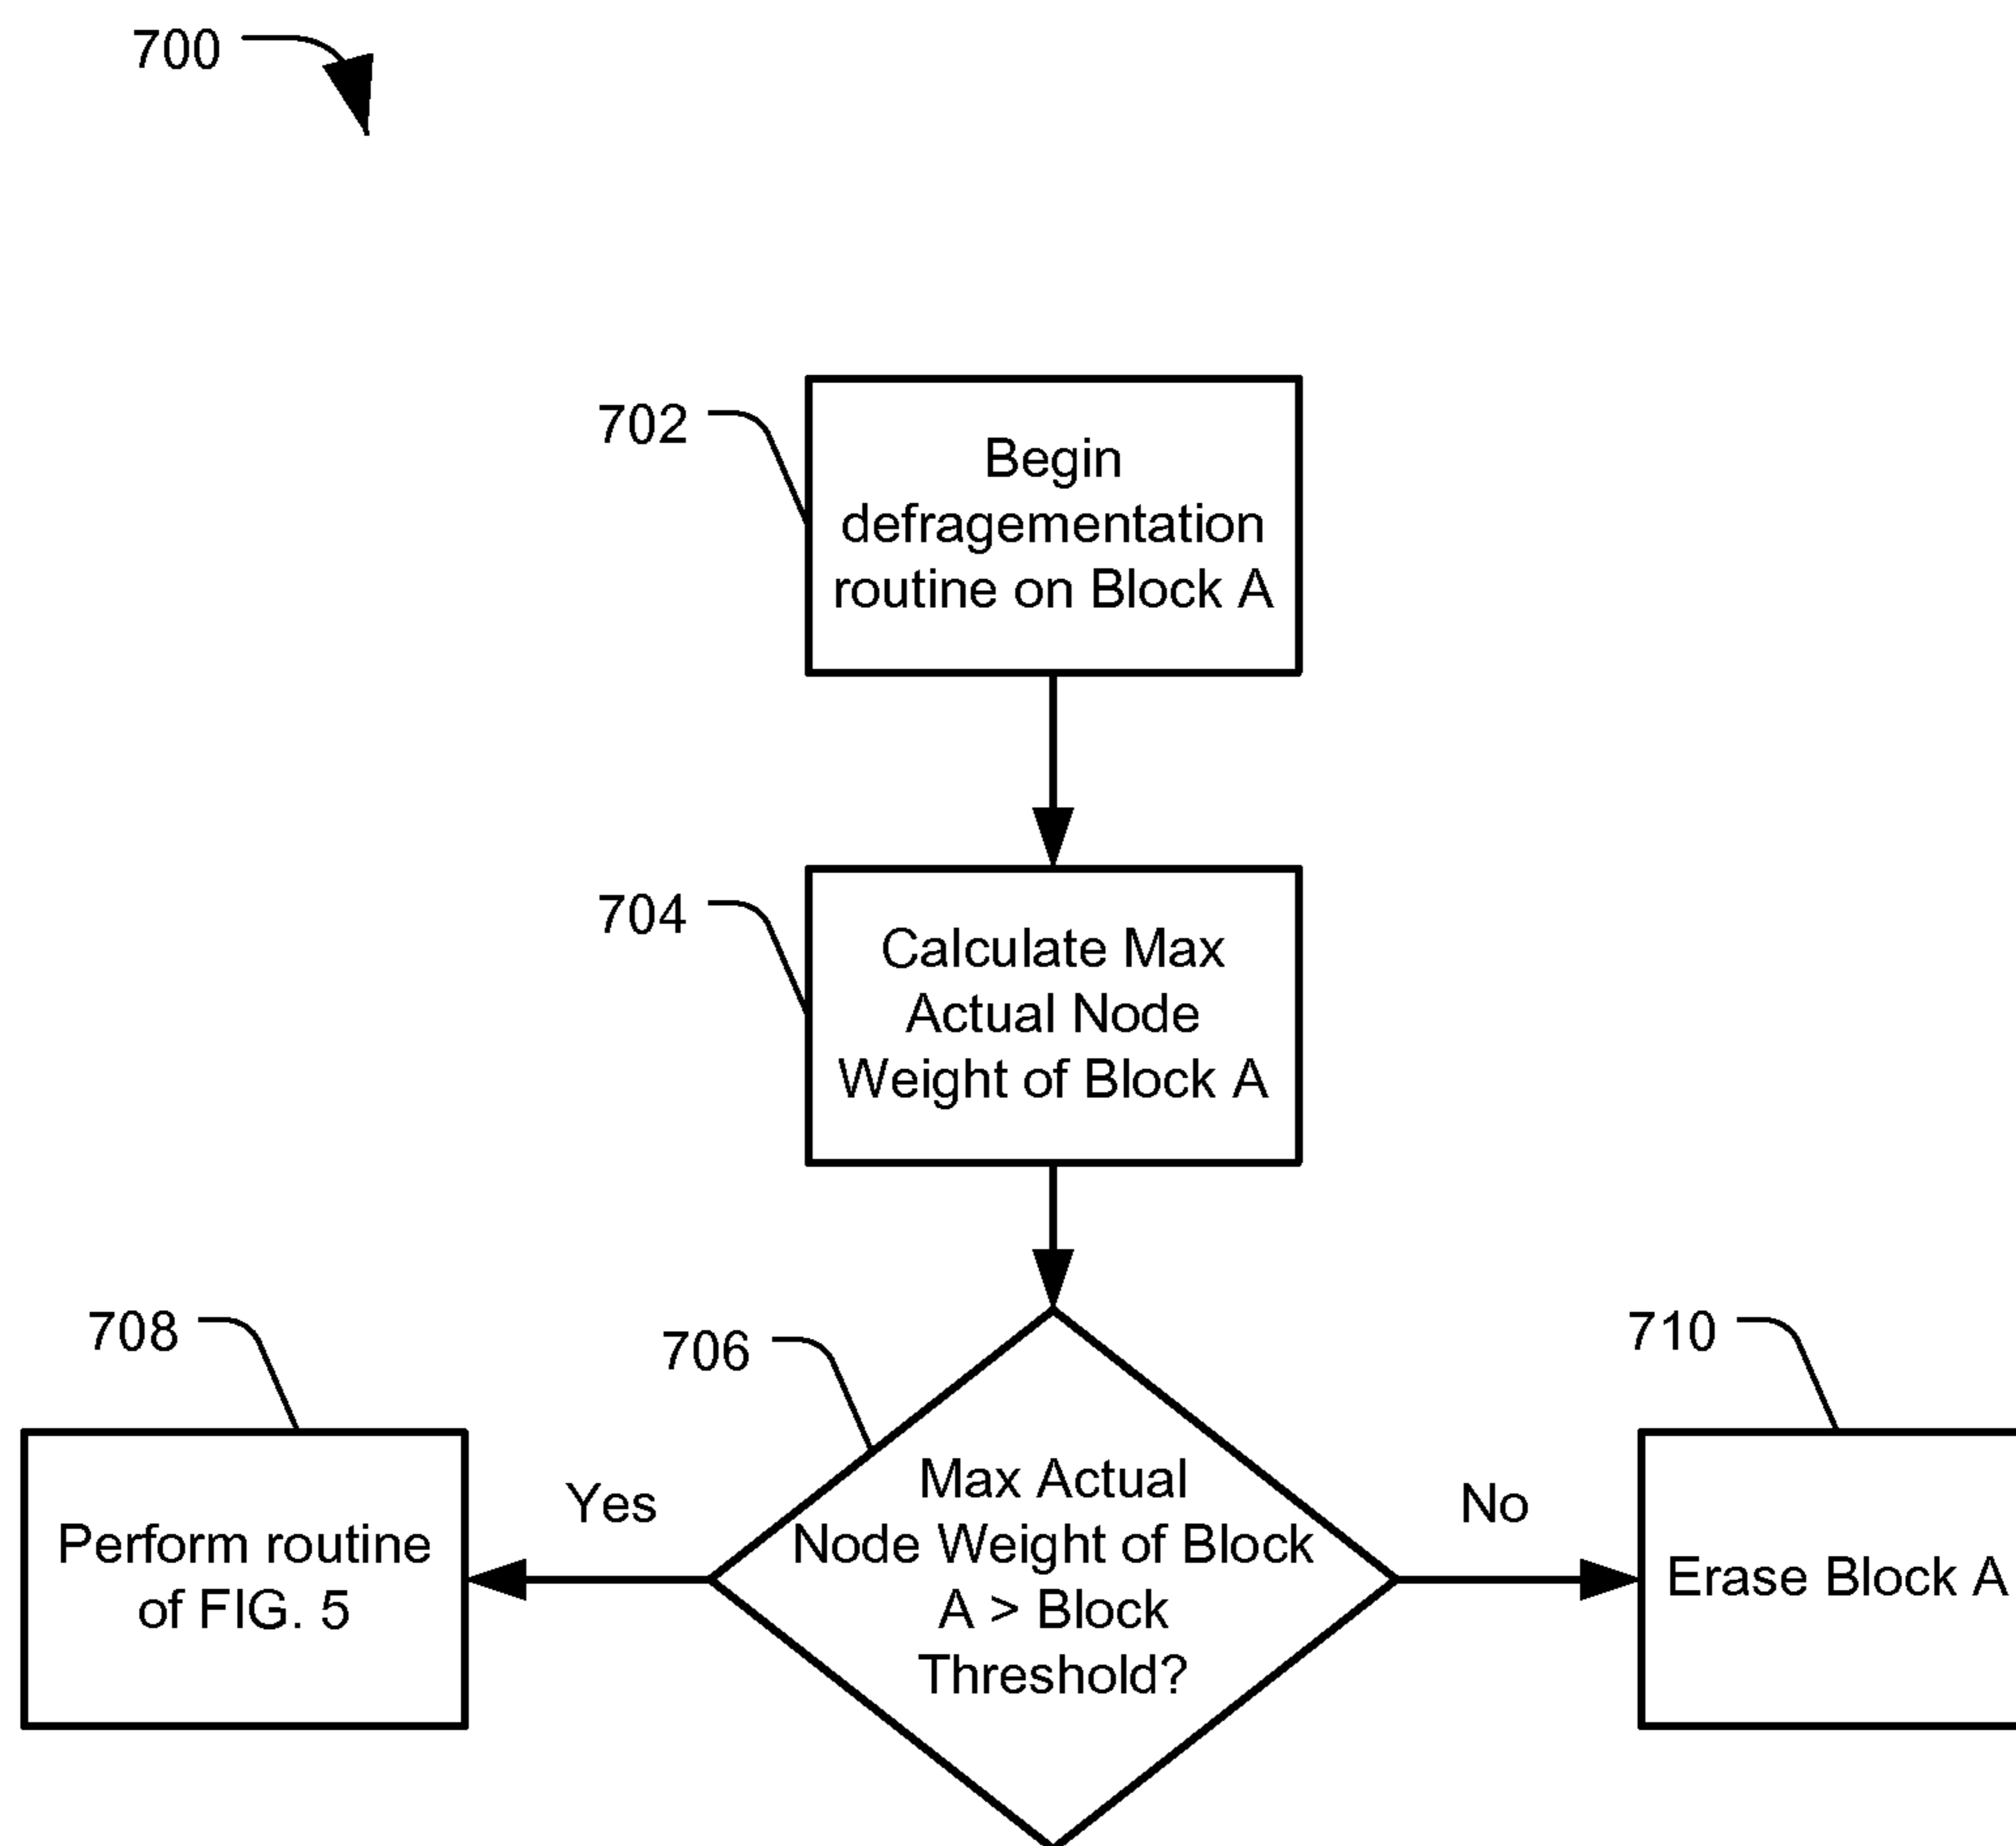 700
702
Begin
defragementation
routine on Block A
704
Calculate Max
Actual Node
Weight of Block A
708
706
710
Perform routine
of FIG. 5
Yes
Max Actual
Node Weight of Block
A > Block
Threshold?
No
Erase Block A